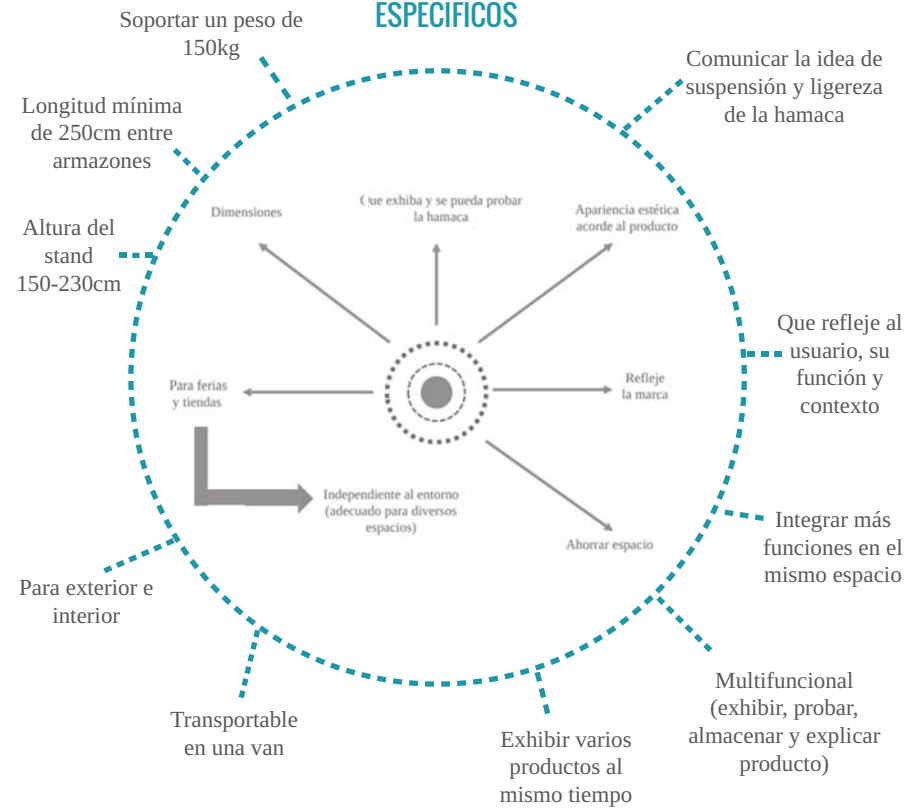 ESPECIFICOS
Soportar un peso de
150kg
Comunicar la idea de
suspensión y ligereza
de la hamaca
Longitud mínima
de 250cm entre
armazones
Altura del
stand
150-230cm
Dimensiones
Que exhiba y se pueda probar
la hamaca
Apariencia estética
acorde al producto
Que refleje al
usuario, su
función y
contexto
Para ferias
y tiendas
Refleje
la marca
Independiente al entorno
(adecuado para diversos
espacios)
Ahorrar espacio
Integrar más
funciones en el
mismo espacio
Para exterior e
interior
Transportable
en una van
Exhibir varios
productos al
mismo tiempo
Multifuncional
(exhibir, probar,
almacenar y explicar
producto)